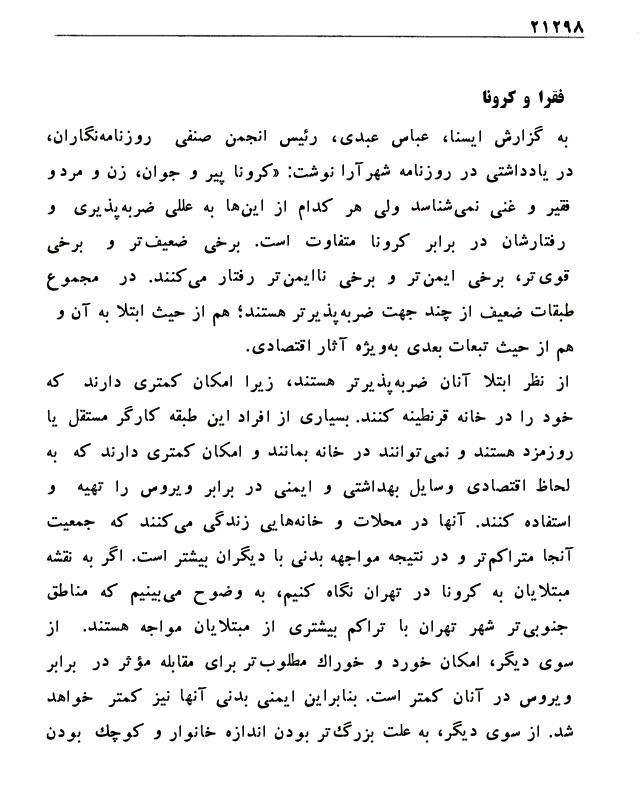 ۲۱۲۹۸
فقرا و کرونا
به گزارش ایسنا، عباس عبدی، رئیس انجمن صنفی روزنامه‌نگاران،
در یادداشتی در روزنامه شهرآرا نوشت: «کرونا پیر و جوان، زن و مرد و
فقیر و غنی نمی‌شناسد ولی هر کدام از این‌ها به عللی ضربه‌پذیری و
رفتارشان در برابر کرونا متفاوت است. برخی ضعیف‌تر و برخی
قوی‌تر، برخی ایمن‌تر و برخی ناایمن‌تر رفتار می‌کنند. در مجموع
طبقات ضعیف از چند جهت ضربه‌پذیرتر هستند؛ هم از حیث ابتلا به آن و
هم از حیث تبعات بعدی به‌ویژه آثار اقتصادی.
از نظر ابتلا آنان ضربه‌پذیرتر هستند، زیرا امکان کمتری دارند که
خود را در خانه قرنطینه کنند. بسیاری از افراد این طبقه کارگر مستقل یا
روزمزد هستند و نمی‌توانند در خانه بمانند و امکان کمتری دارند که به
لحاظ اقتصادی وسایل بهداشتی و ایمنی در برابر ویروس را تهیه و
استفاده کنند. آنها در محلات و خانه‌هایی زندگی می‌کنند که جمعیت
آنجا متراکم‌تر و در نتیجه مواجهه بدنی با دیگران بیشتر است. اگر به نقشه
مبتلایان به کرونا در تهران نگاه کنیم، به وضوح می‌بینیم که مناطق
جنوبی‌تر شهر تهران با تراکم بیشتری از مبتلایان مواجه هستند. از
سوی دیگر، امکان خورد و خوراك مطلوب‌تر برای مقابله مؤثر در برابر
ویروس در آنان کمتر است. بنابراین ایمنی بدنی آنها نیز کمتر خواهد
شد. از سوی دیگر، به علت بزرگ‌تر بودن اندازه خانوار و کوچك بودن